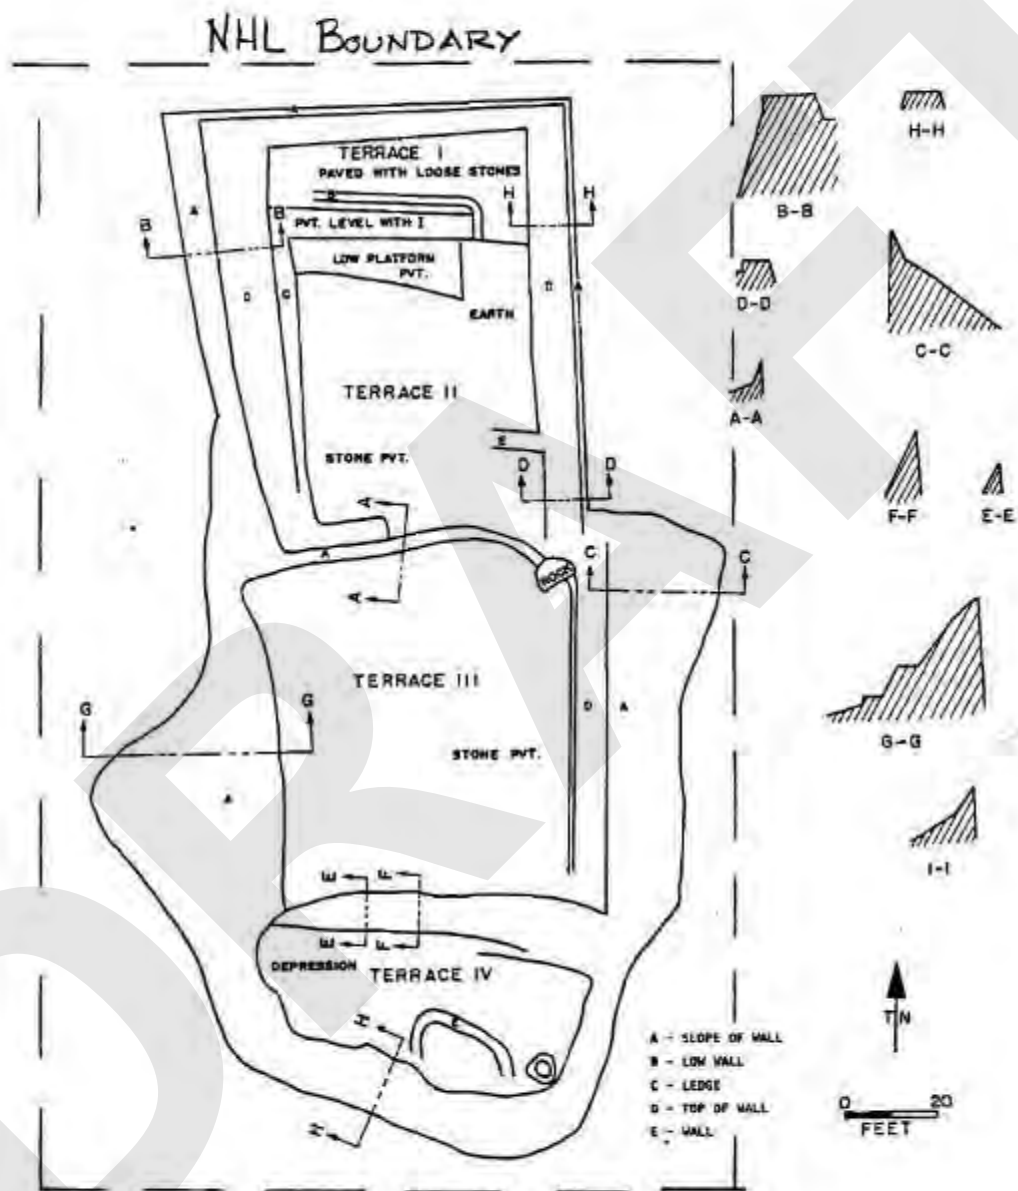 NHL BOUNDARY
A
TERRACE I
PAVED WITH LOOSE STONES
B
PVT. LEVEL WITH I
LOW PLATFORM
PVT.
EARTH
B
B
H
H
A
D
C
D
A
TERRACE II
STONE PVT.
E
D
D
A
A
A
ROCK
C
C
TERRACE III
STONE PVT.
D
A
G
G
A
E
F
E
F
DEPRESSION
TERRACE IV
E
H
H
B-B
H-H
D-D
C-C
A-A
F-F
E-E
G-G
I-I
TN
A - SLOPE OF WALL
B - LOW WALL
C - LEDGE
D - TOP OF WALL
E - WALL
0 20
FEET
DRAFT